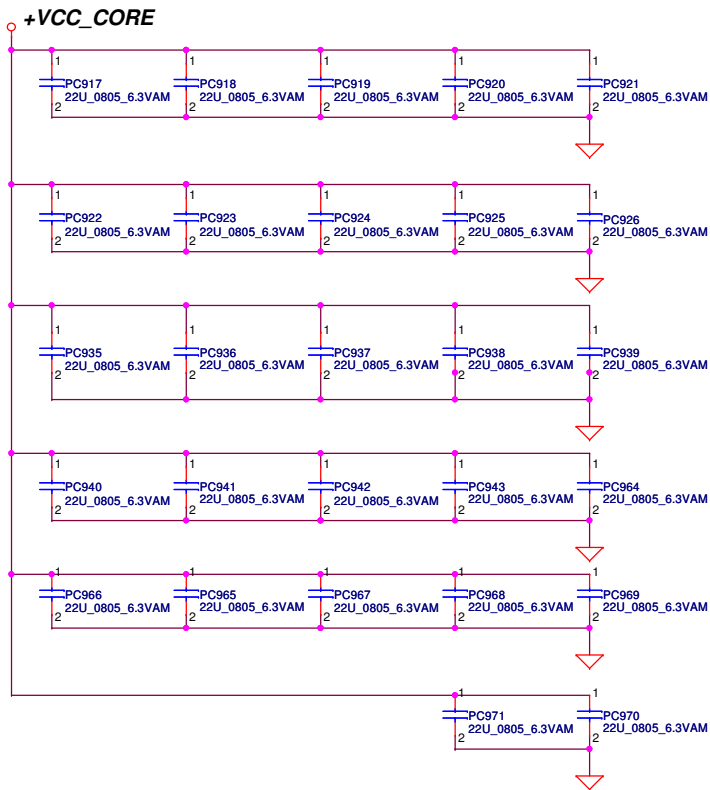 +VCC_CORE
1 1 1 1 1
PC917 PC918 PC919 PC920 PC921
22U_0805_6.3VAM 22U_0805_6.3VAM 22U_0805_6.3VAM 22U_0805_6.3VAM 22U_0805_6.3VAM
2 2 2 2 2
1 1 1 1 1
PC922 PC923 PC924 PC925 PC926
22U_0805_6.3VAM 22U_0805_6.3VAM 22U_0805_6.3VAM 22U_0805_6.3VAM 22U_0805_6.3VAM
2 2 2 2 2
1 1 1 1 1
PC935 PC936 PC937 PC938 PC939
22U_0805_6.3VAM 22U_0805_6.3VAM 22U_0805_6.3VAM 22U_0805_6.3VAM 22U_0805_6.3VAM
2 2 2 2 2
1 1 1 1 1
PC940 PC941 PC942 PC943 PC964
22U_0805_6.3VAM 22U_0805_6.3VAM 22U_0805_6.3VAM 22U_0805_6.3VAM 22U_0805_6.3VAM
2 2 2 2 2
1 1 1 1 1
PC966 PC965 PC967 PC968 PC969
22U_0805_6.3VAM 22U_0805_6.3VAM 22U_0805_6.3VAM 22U_0805_6.3VAM 22U_0805_6.3VAM
2 2 2 2 2
1 1
PC971 PC970
22U_0805_6.3VAM 22U_0805_6.3VAM
2 2